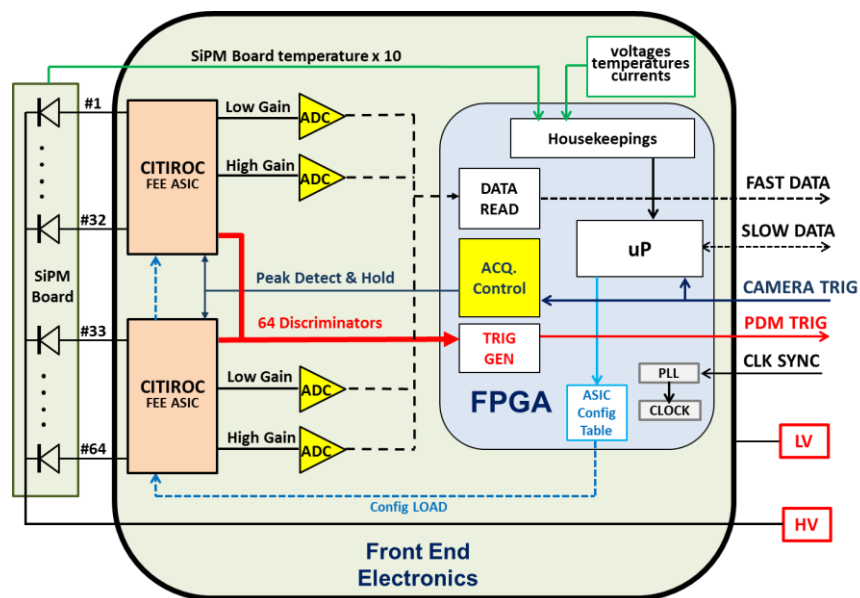 SiPM Board temperature x 10
voltages
temperatures
currents
#1
Low Gain
ADC
CITIROC
FEE ASIC
High Gain
ADC
#32
Housekeepings
DATA
READ
FAST DATA
uP
SLOW DATA
SiPM
Board
Peak Detect & Hold
ACQ.
Control
CAMERA TRIG
#33
64 Discriminators
TRIG
GEN
PDM TRIG
CITIROC
FEE ASIC
Low Gain
ADC
PLL
CLK SYNC
FPGA
ASIC
Config
Table
CLOCK
#64
High Gain
ADC
LV
Config LOAD
HV
Front End
Electronics